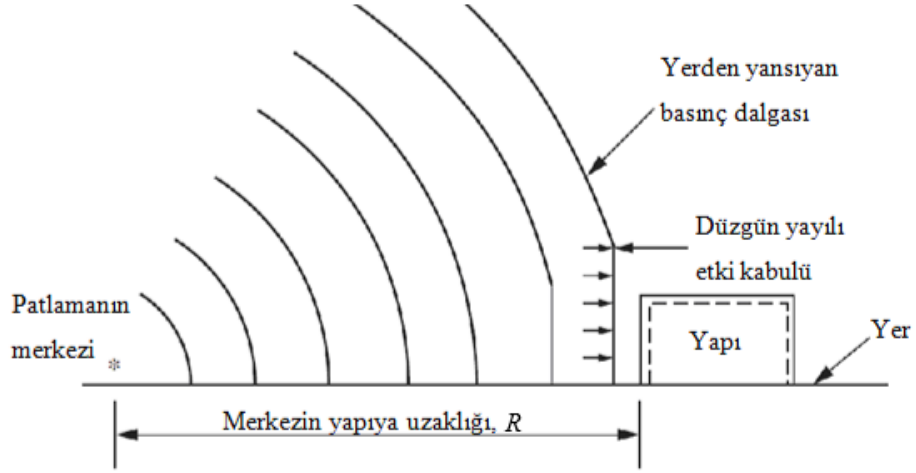 Yerden yansıyan
basınç dalgası
Düzgün yayılı
etki kabulü
Patlamanın
merkezi *
Yapı
Yer
Merkezin yapıya uzaklığı, R